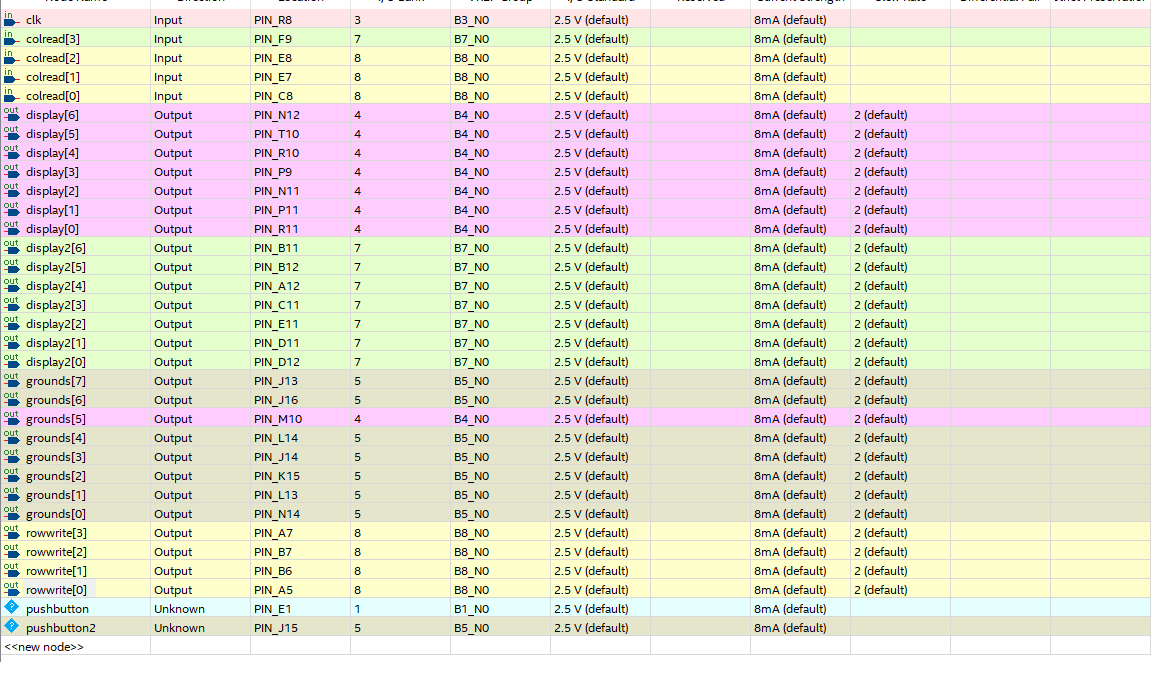 in clk Input PIN_R8 3 B3_N0 2.5 V (default) 8mA (default)
in colread[3] Input PIN_F9 7 B7_N0 2.5 V (default) 8mA (default)
in colread[2] Input PIN_E8 8 B8_N0 2.5 V (default) 8mA (default)
in colread[1] Input PIN_E7 8 B8_N0 2.5 V (default) 8mA (default)
in colread[0] Input PIN_C8 8 B8_N0 2.5 V (default) 8mA (default)
out display[6] Output PIN_N12 4 B4_N0 2.5 V (default) 8mA (default) 2 (default)
out display[5] Output PIN_T10 4 B4_N0 2.5 V (default) 8mA (default) 2 (default)
out display[4] Output PIN_R10 4 B4_N0 2.5 V (default) 8mA (default) 2 (default)
out display[3] Output PIN_P9 4 B4_N0 2.5 V (default) 8mA (default) 2 (default)
out display[2] Output PIN_N11 4 B4_N0 2.5 V (default) 8mA (default) 2 (default)
out display[1] Output PIN_P11 4 B4_N0 2.5 V (default) 8mA (default) 2 (default)
out display[0] Output PIN_R11 4 B4_N0 2.5 V (default) 8mA (default) 2 (default)
out display2[6] Output PIN_B11 7 B7_N0 2.5 V (default) 8mA (default) 2 (default)
out display2[5] Output PIN_B12 7 B7_N0 2.5 V (default) 8mA (default) 2 (default)
out display2[4] Output PIN_A12 7 B7_N0 2.5 V (default) 8mA (default) 2 (default)
out display2[3] Output PIN_C11 7 B7_N0 2.5 V (default) 8mA (default) 2 (default)
out display2[2] Output PIN_E11 7 B7_N0 2.5 V (default) 8mA (default) 2 (default)
out display2[1] Output PIN_D11 7 B7_N0 2.5 V (default) 8mA (default) 2 (default)
out display2[0] Output PIN_D12 7 B7_N0 2.5 V (default) 8mA (default) 2 (default)
out grounds[7] Output PIN_J13 5 B5_N0 2.5 V (default) 8mA (default) 2 (default)
out grounds[6] Output PIN_J16 5 B5_N0 2.5 V (default) 8mA (default) 2 (default)
out grounds[5] Output PIN_M10 4 B4_N0 2.5 V (default) 8mA (default) 2 (default)
out grounds[4] Output PIN_L14 5 B5_N0 2.5 V (default) 8mA (default) 2 (default)
out grounds[3] Output PIN_J14 5 B5_N0 2.5 V (default) 8mA (default) 2 (default)
out grounds[2] Output PIN_K15 5 B5_N0 2.5 V (default) 8mA (default) 2 (default)
out grounds[1] Output PIN_L13 5 B5_N0 2.5 V (default) 8mA (default) 2 (default)
out grounds[0] Output PIN_N14 5 B5_N0 2.5 V (default) 8mA (default) 2 (default)
out rowwrite[3] Output PIN_A7 8 B8_N0 2.5 V (default) 8mA (default) 2 (default)
out rowwrite[2] Output PIN_B7 8 B8_N0 2.5 V (default) 8mA (default) 2 (default)
out rowwrite[1] Output PIN_B6 8 B8_N0 2.5 V (default) 8mA (default) 2 (default)
out rowwrite[0] Output PIN_A5 8 B8_N0 2.5 V (default) 8mA (default) 2 (default)
? pushbutton Unknown PIN_E1 1 B1_N0 2.5 V (default) 8mA (default)
? pushbutton2 Unknown PIN_J15 5 B5_N0 2.5 V (default) 8mA (default)
<<new node>>